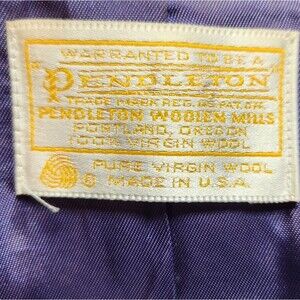 WARRANTED TO BE A
"PENDLETON"
TRADE MARK REG. U.S. PAT. OFF.
PENDLETON WOOLEN MILLS
PORTLAND, OREGON
100% VIRGIN WOOL
PURE VIRGIN WOOL
® MADE IN U.S.A.